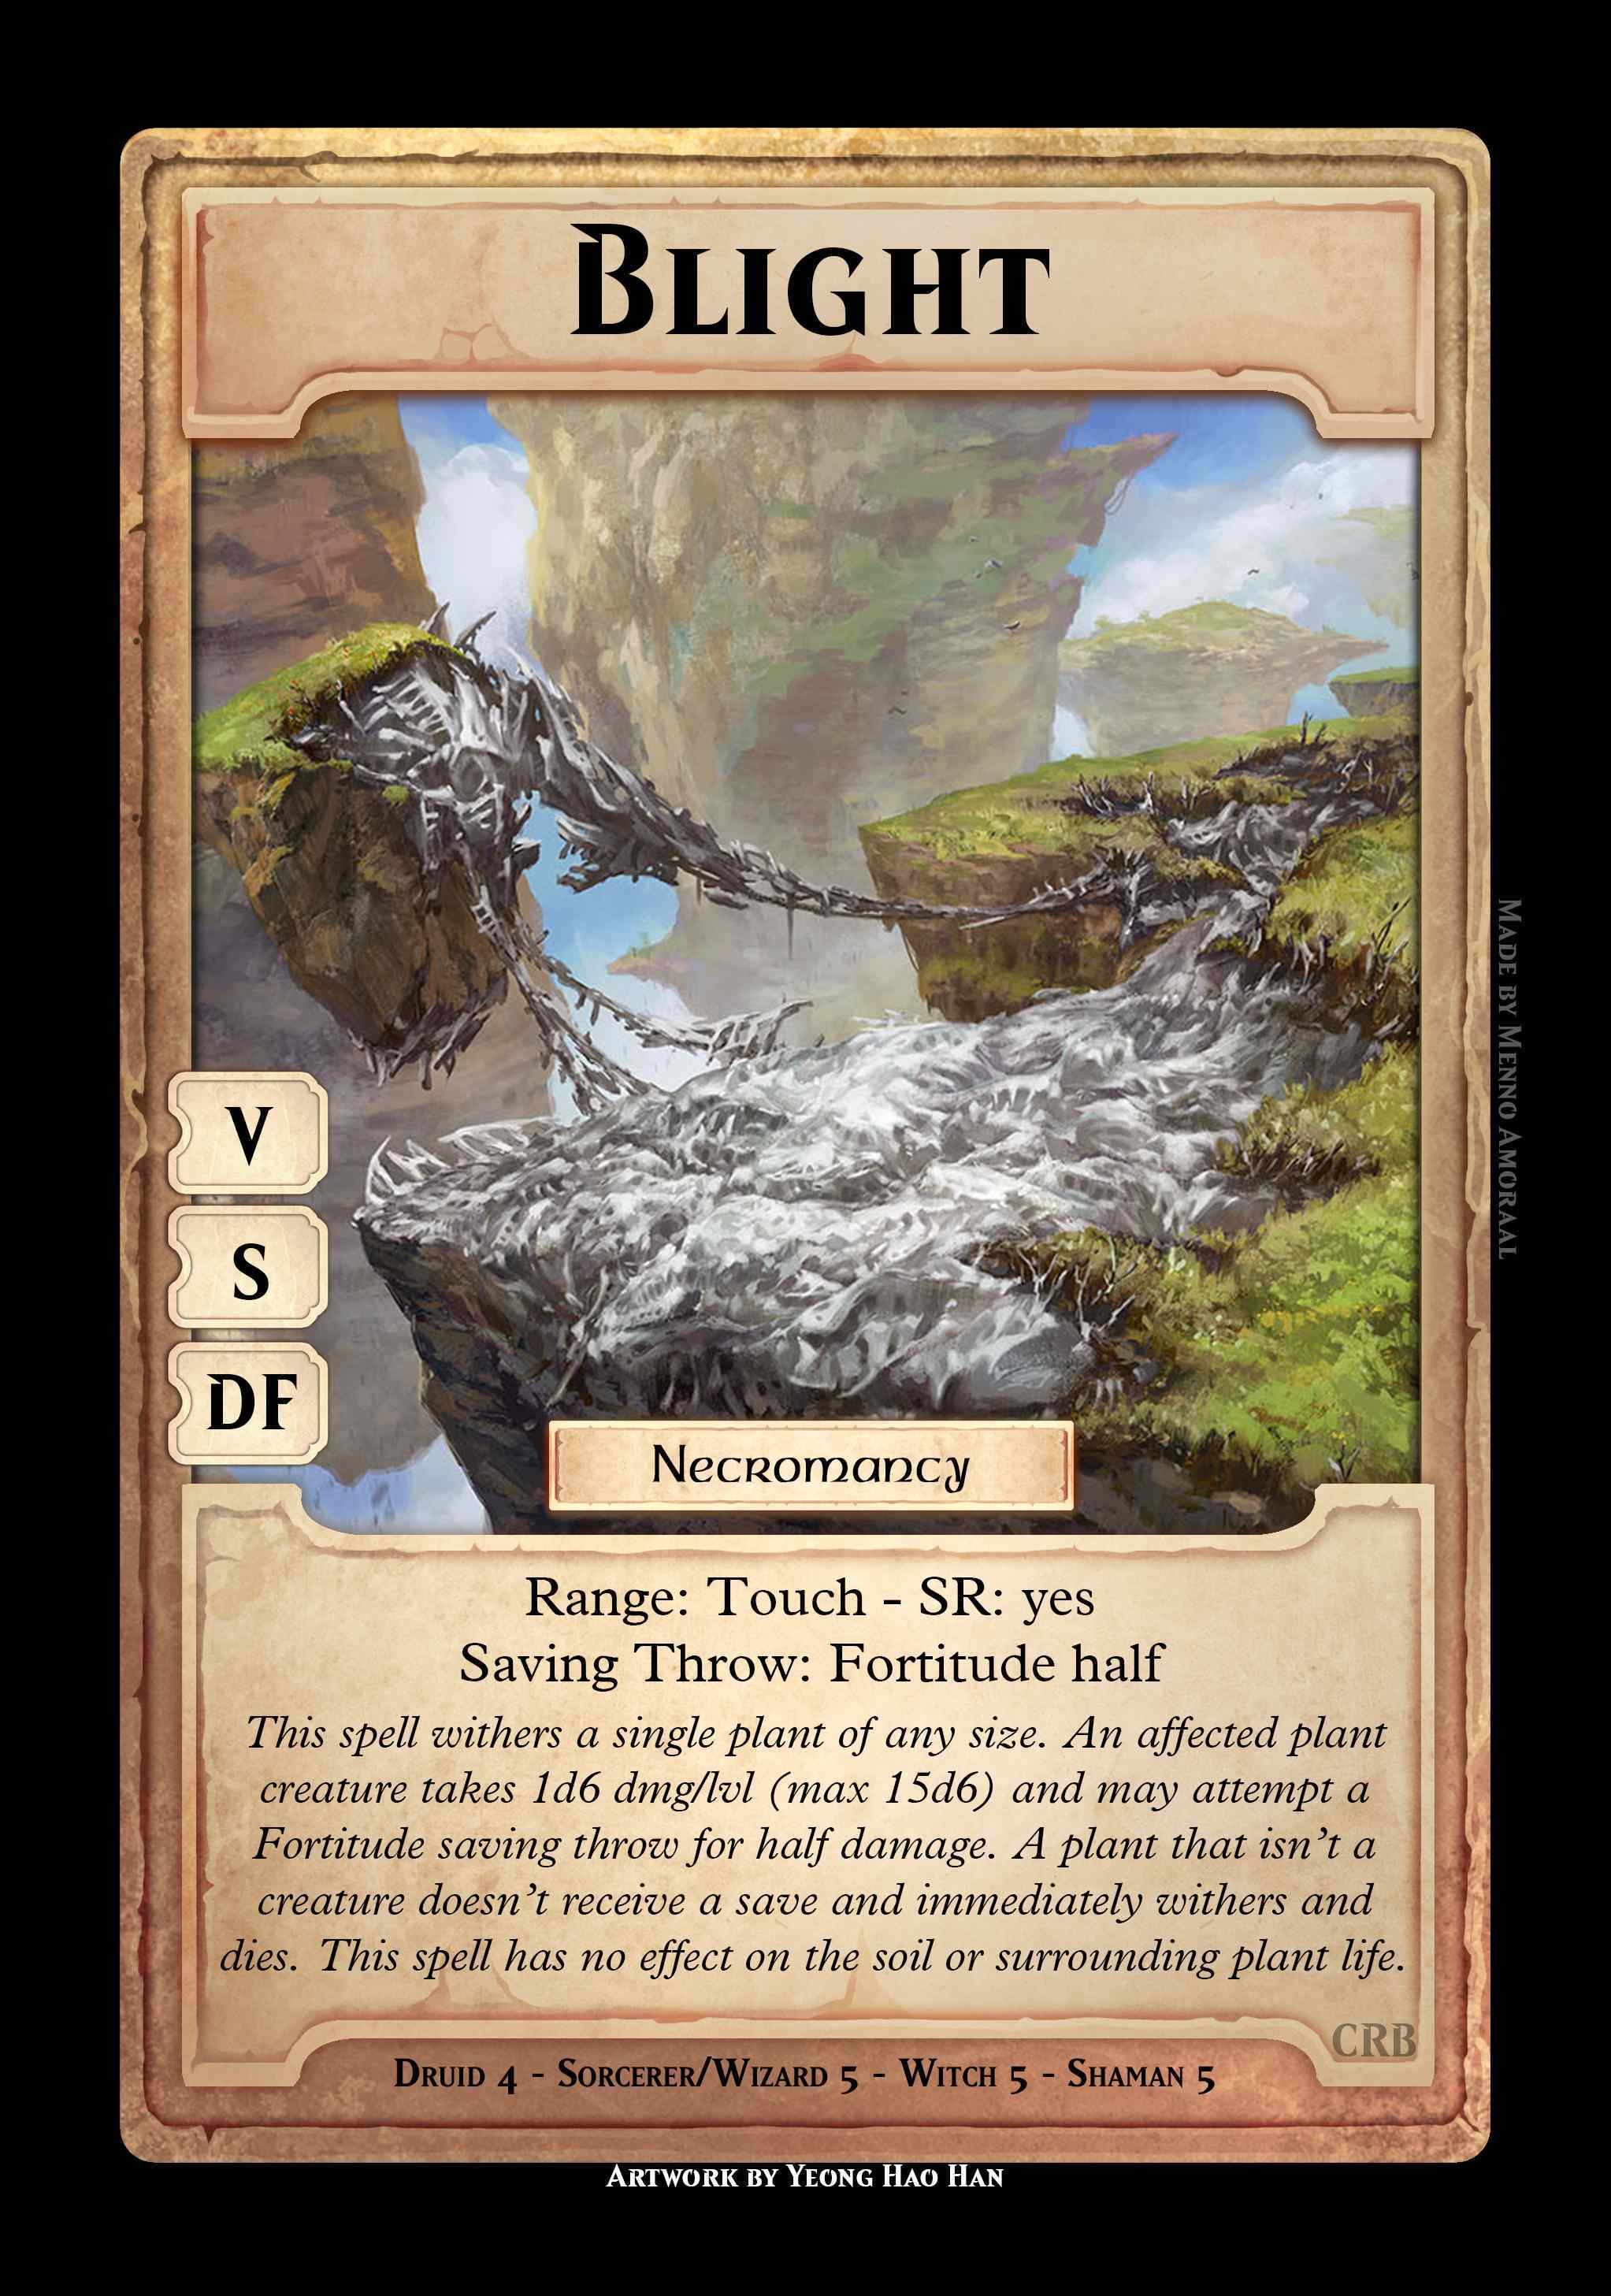 Blight
V
S
DF
Necromancy
Range: Touch - SR: yes
Saving Throw: Fortitude half
This spell withers a single plant of any size. An affected plant
creature takes 1d6 dmg/lvl (max 15d6) and may attempt a
Fortitude saving throw for half damage. A plant that isn't a
creature doesn't receive a save and immediately withers and
dies. This spell has no effect on the soil or surrounding plant life.
CRB
Druid 4 - Sorcerer/Wizard 5 - Witch 5 - Shaman 5
Artwork by Yeong Hao Han
Made by Menno Amoraal